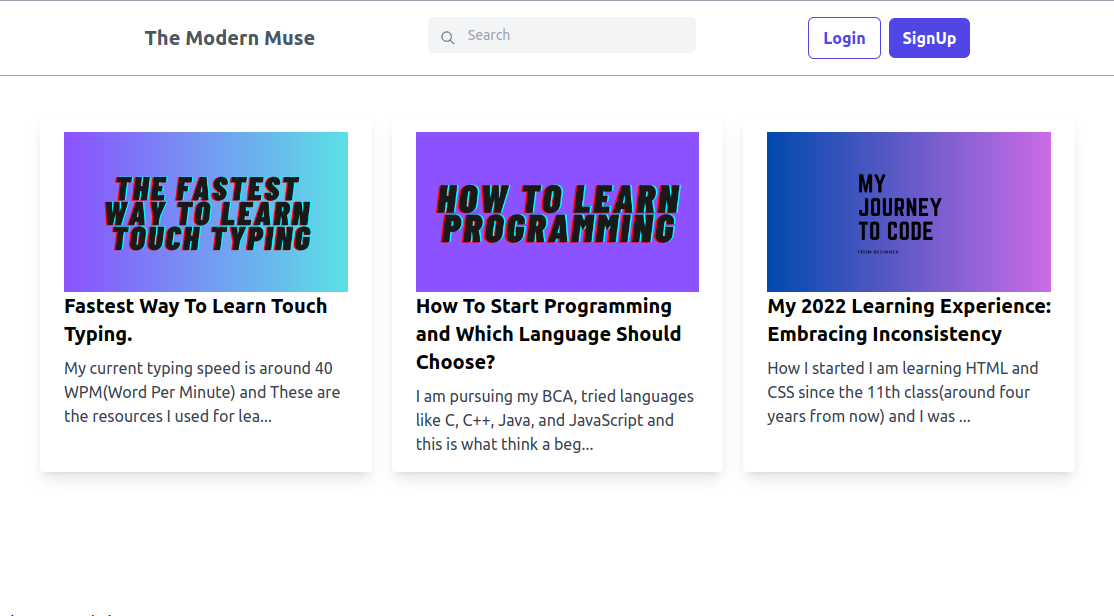 The Modern Muse
Search
Login
SignUp
THE FASTEST
WAY TO LEARN
TOUCH TYPING
Fastest Way To Learn Touch
Typing.
My current typing speed is around 40
WPM(Word Per Minute) and These are
the resources I used for lea...
HOW TO LEARN
PROGRAMMING
How To Start Programming
and Which Language Should
Choose?
I am pursuing my BCA, tried languages
like C, C++, Java, and JavaScript and
this is what think a beg...
MY
JOURNEY
TO CODE
FROM BEGINNER
My 2022 Learning Experience:
Embracing Inconsistency
How I started I am learning HTML and
CSS since the 11th class(around four
years from now) and I was ...